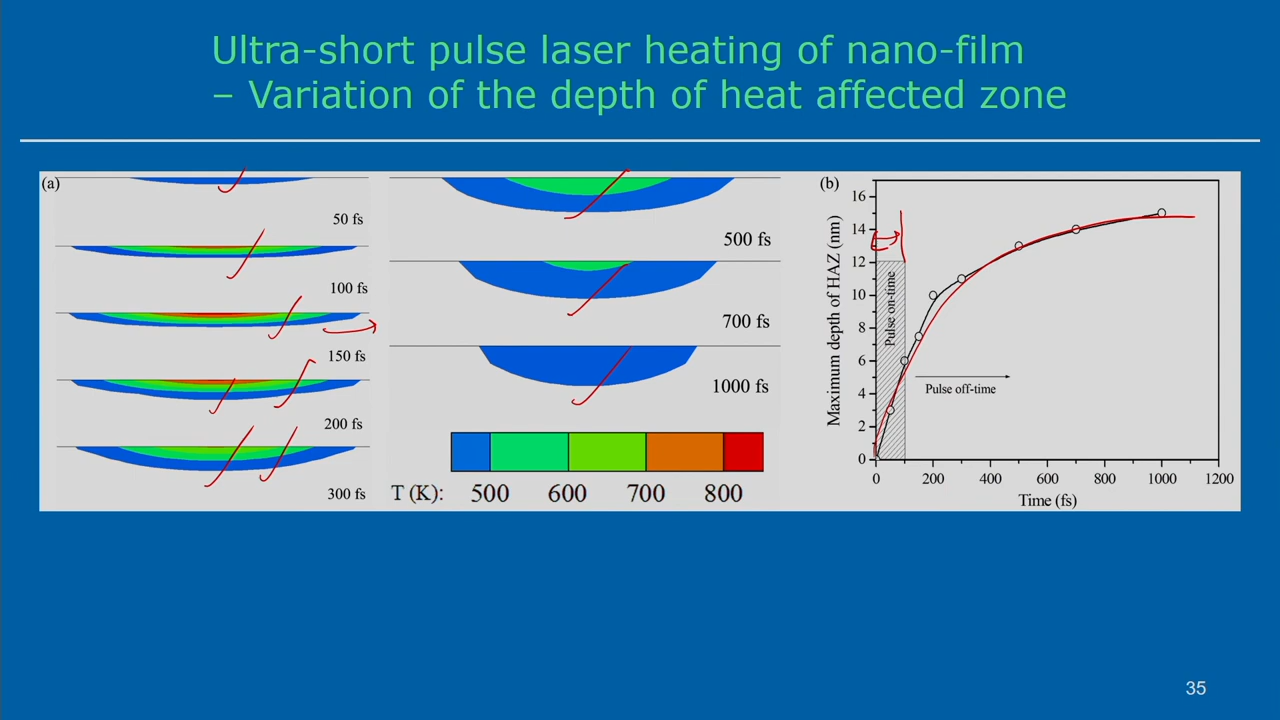 Ultra-short pulse laser heating of nano-film
– Variation of the depth of heat affected zone
(a)
50 fs
100 fs
150 fs
200 fs
300 fs
500 fs
700 fs
1000 fs
T (K): 500 600 700 800
(b)
Maximum depth of HAZ (nm)
16
14
12
10
8
6
4
2
0
Pulse on-time
Pulse off-time
0 200 400 600 800 1000 1200
Time (fs)
35